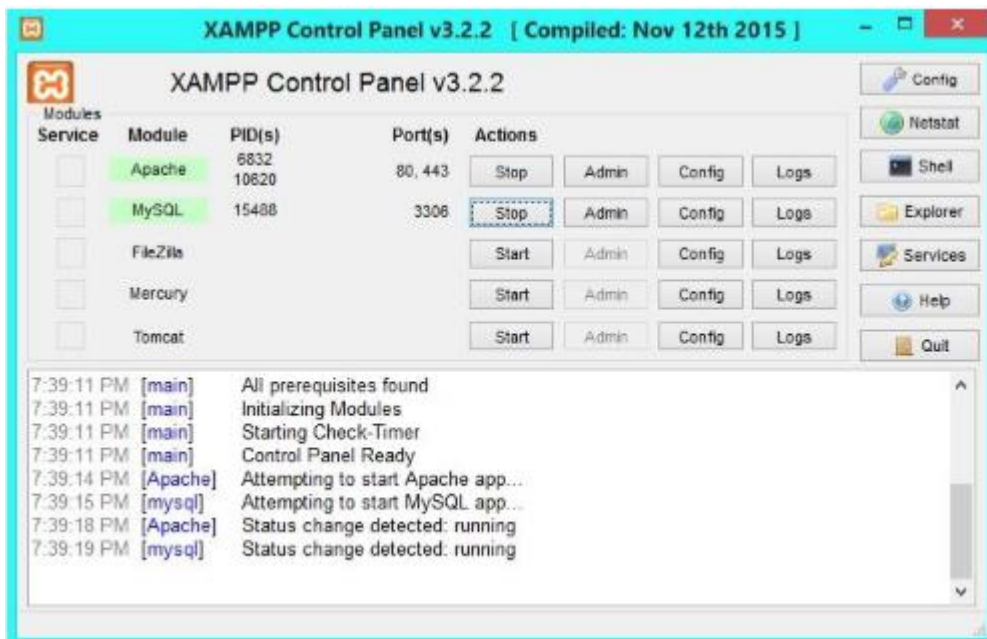 XAMPP Control Panel v3.2.2 [ Compiled: Nov 12th 2015 ]
XAMPP Control Panel v3.2.2
Config
Modules
Service Module PID(s) Port(s) Actions
Netstat
Apache 6832 10620 80, 443 Stop Admin Config Logs
Shell
MySQL 15488 3306 Stop Admin Config Logs
Explorer
FileZilla Start Admin Config Logs
Services
Mercury Start Admin Config Logs
Help
Tomcat Start Admin Config Logs
Quit
7:39:11 PM [main] All prerequisites found
7:39:11 PM [main] Initializing Modules
7:39:11 PM [main] Starting Check-Timer
7:39:11 PM [main] Control Panel Ready
7:39:14 PM [Apache] Attempting to start Apache app...
7:39:15 PM [mysql] Attempting to start MySQL app...
7:39:18 PM [Apache] Status change detected: running
7:39:19 PM [mysql] Status change detected: running